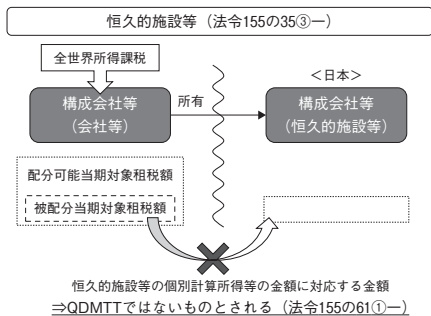 恒久的施設等（法令155の35③一）
全世界所得課税
＜日本＞
構成会社等
（会社等）
所有
構成会社等
（恒久的施設等）
配分可能当期対象租税額
被配分当期対象租税額
恒久的施設等の個別計算所得等の金額に対応する金額
⇒QDMTTではないものとされる（法令155の61①一）